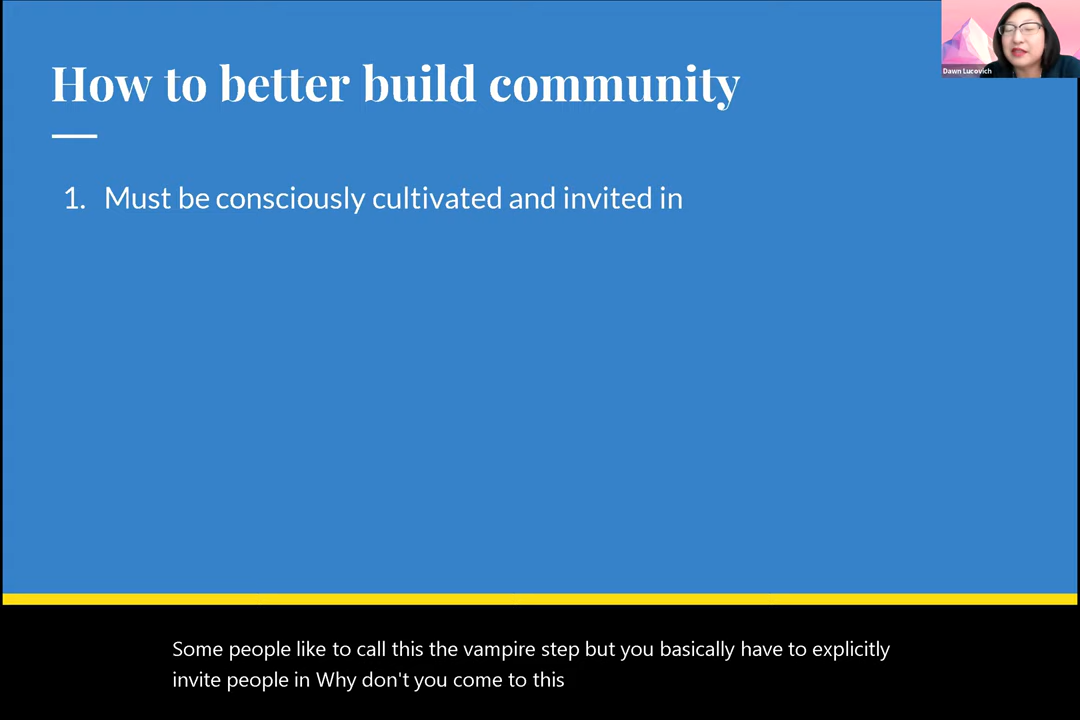 How to better build community
1. Must be consciously cultivated and invited in
Dawn Lucovich
Some people like to call this the vampire step but you basically have to explicitly
invite people in Why don't you come to this